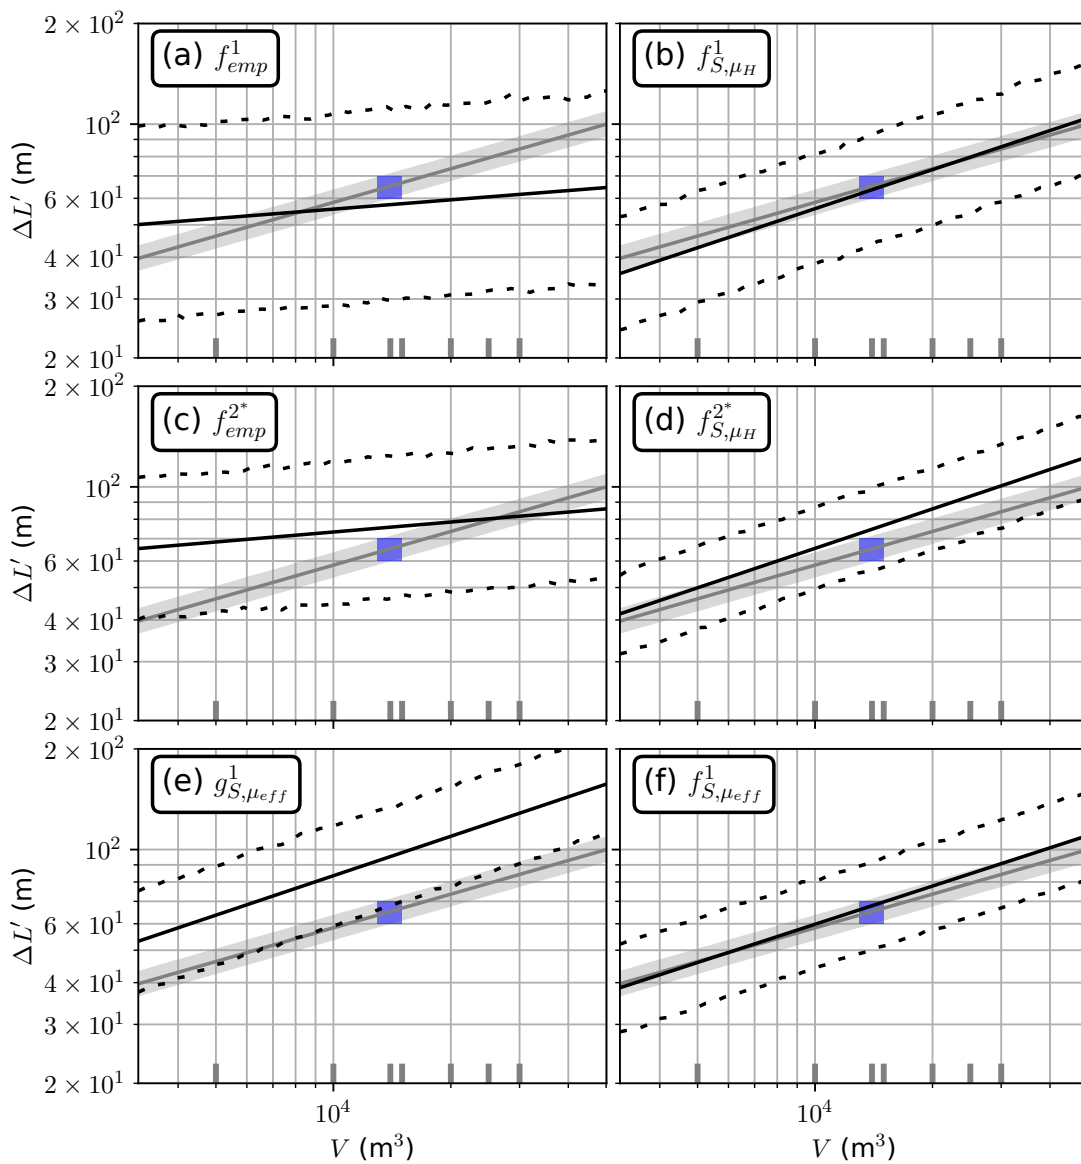 2 × 10²
10²
6 × 10¹
4 × 10¹
3 × 10¹
2 × 10¹
ΔL′ (m)
(a) f¹emp
(b) f¹S,μH
2 × 10²
10²
6 × 10¹
4 × 10¹
3 × 10¹
2 × 10¹
ΔL′ (m)
(c) f²*emp
(d) f²*S,μH
2 × 10²
10²
6 × 10¹
4 × 10¹
3 × 10¹
2 × 10¹
ΔL′ (m)
(e) g¹S,μeff
(f) f¹S,μeff
10⁴
10⁴
V (m³)
V (m³)